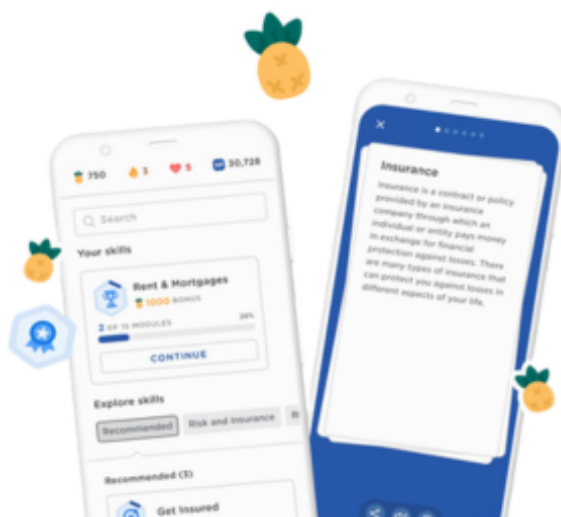 750 3 5 XP 30,728
Search
Your skills
Rent & Mortgages
1000 BONUS
2 OF 15 MODULES 28%
CONTINUE
Explore skills
Recommended Risk and Insurance
Recommended (3)
Get Insured
Insurance
Insurance is a contract or policy
provided by an insurance
company through which an
individual or entity pays money
in exchange for financial
protection against losses. There
are many types of insurance that
can protect you against losses in
different aspects of your life.